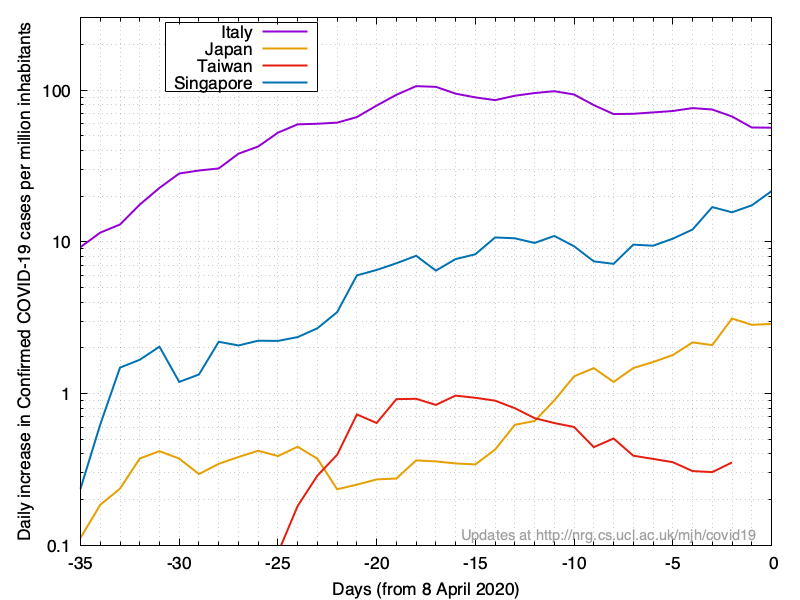 Italy
Japan
Taiwan
Singapore
Daily increase in Confirmed COVID-19 cases per million inhabitants
100
10
1
0.1
Updates at http://nrg.cs.ucl.ac.uk/mjh/covid19
-35 -30 -25 -20 -15 -10 -5 0
Days (from 8 April 2020)